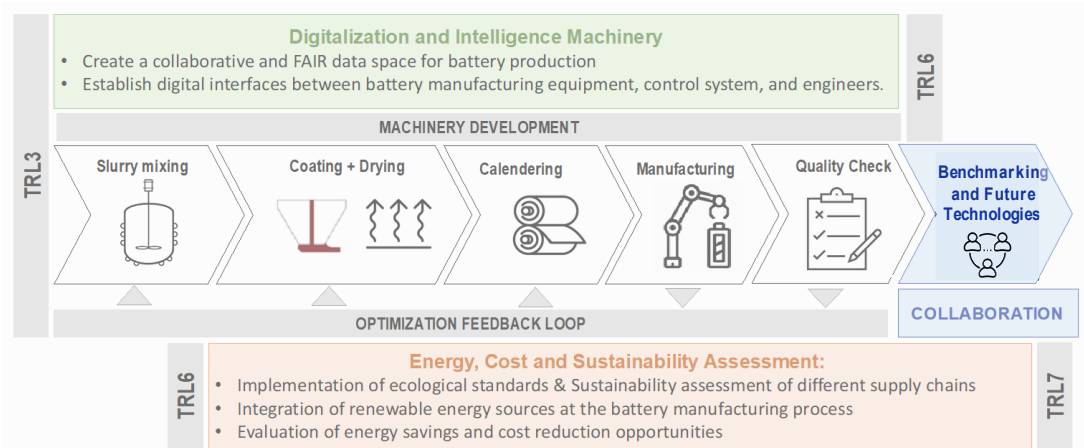 Digitalization and Intelligence Machinery
• Create a collaborative and FAIR data space for battery production
• Establish digital interfaces between battery manufacturing equipment, control system, and engineers.
TRL6
TRL3
MACHINERY DEVELOPMENT
Slurry mixing
Coating + Drying
Calendering
Manufacturing
Quality Check
Benchmarking
and Future
Technologies
...
OPTIMIZATION FEEDBACK LOOP
COLLABORATION
TRL6
Energy, Cost and Sustainability Assessment:
• Implementation of ecological standards & Sustainability assessment of different supply chains
• Integration of renewable energy sources at the battery manufacturing process
• Evaluation of energy savings and cost reduction opportunities
TRL7